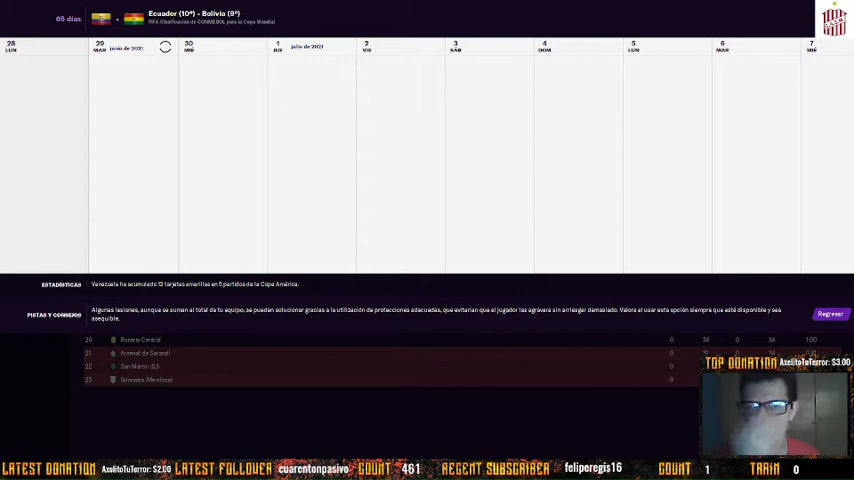 65 días
Ecuador (10º) - Bolivia (9º)
FIFA Clasificación de CONMEBOL para la Copa Mundial
28 LUN
29 MAR junio de 2021
30 MIÉ
1 JUE julio de 2021
2 VIE
3 SÁB
4 DOM
5 LUN
6 MAR
7 MIÉ
ESTADÍSTICAS Venezuela ha acumulado 12 tarjetas amarillas en 5 partidos de la Copa América.
PISTAS Y CONSEJOS Algunas lesiones, aunque se suman al total de tu equipo, se pueden solucionar gracias a la utilización de protecciones adecuadas, que evitarían que el jugador las agravara sin arriesgar demasiado. Valora el usar esta opción siempre que esté disponible y sea
asequible.
Regresar
20 Rosario Central 0 34 0 34 1.00
21 Arsenal de Sarandí 0
22 San Martín (SJ) 0
23 Gimnasia (Mendoza) 0
TOP DONATION AxelitoTuTerror: $3.00
LATEST DONATION AxelitoTuTerror: $2.00 LATEST FOLLOWER cuarentonpasivo COUNT 461 RECENT SUBSCRIBER feliperegis16 COUNT 1 TRAIN 0